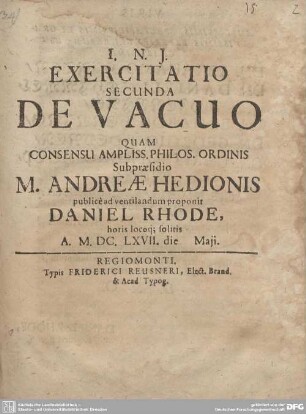 I. N. J.
EXERCITATIO
SECUNDA
DE VACUO
QUAM
CONSENSU AMPLISS. PHILOS. ORDINIS
Subpræsidio
M. ANDREÆ HEDIONIS
publicè ad ventilandum proponit
DANIEL RHODE,
horis locoq; solitis
A. M. DC. LXVII. die Maji.
REGIOMONTI,
Typis FRIDERICI REUSNERI, Elect. Brand.
& Acad Typog.